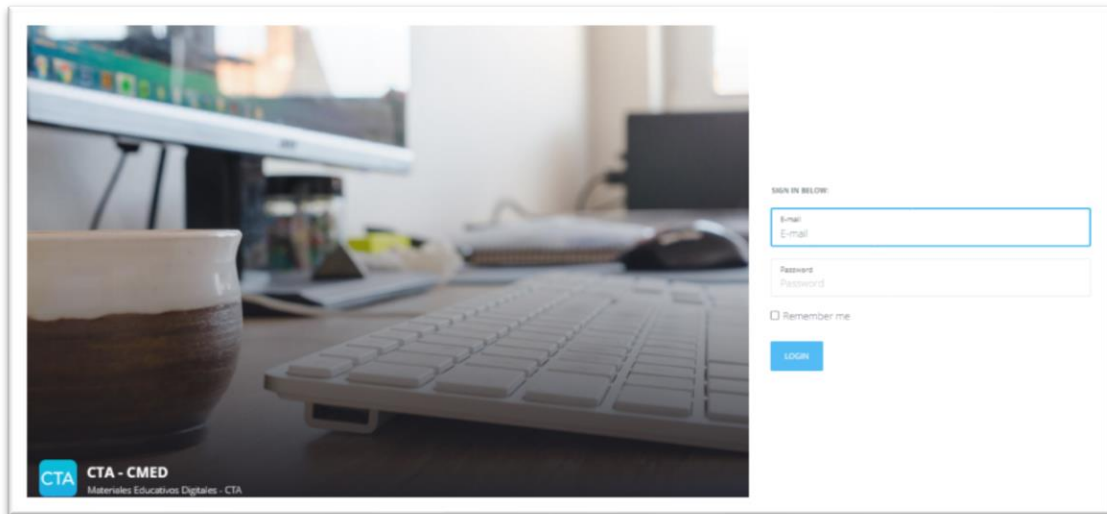 SIGN IN BELOW:
E-mail
E-mail
Password
Password
Remember me
LOGIN
CTA
CTA - CMED
Materiales Educativos Digitales - CTA